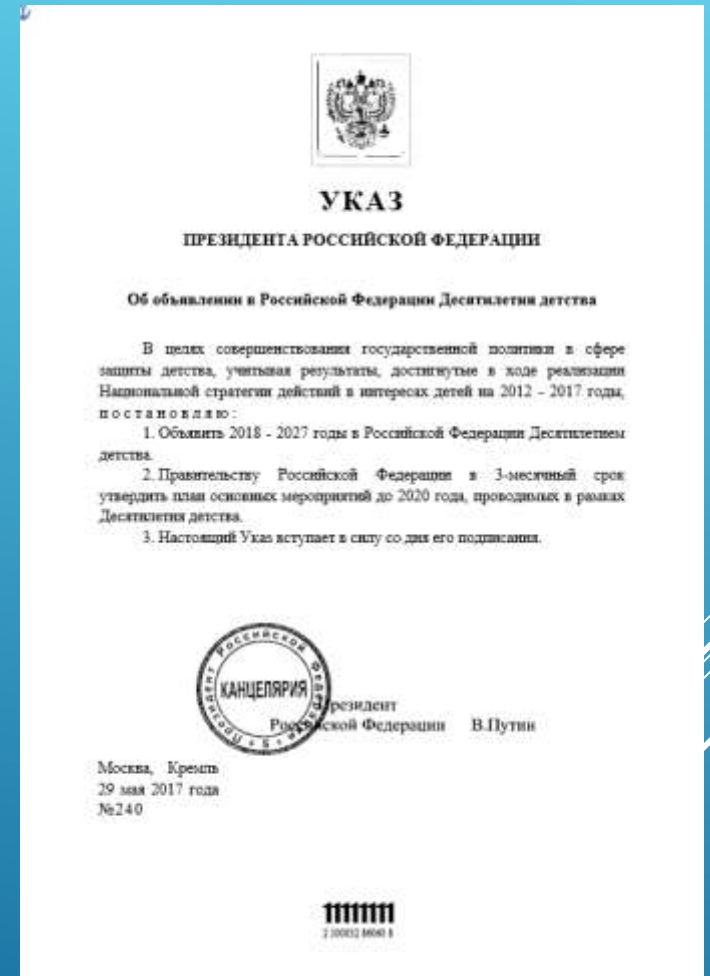 УКАЗ
ПРЕЗИДЕНТА РОССИЙСКОЙ ФЕДЕРАЦИИ
Об объявлении в Российской Федерации Десятилетия детства
В целях совершенствования государственной политики в сфере
защиты детства, учитывая результаты, достигнутые в ходе реализации
Национальной стратегии действий в интересах детей на 2012 - 2017 годы,
постановляю:
1. Объявить 2018 - 2027 годы в Российской Федерации Десятилетием
детства.
2. Правительству Российской Федерации в 3-месячный срок
утвердить план основных мероприятий до 2020 года, проводимых в рамках
Десятилетия детства.
3. Настоящий Указ вступает в силу со дня его подписания.
Президент Российской Федерации * 5 *
КАНЦЕЛЯРИЯ
Президент
Российской Федерации В.Путин
Москва, Кремль
29 мая 2017 года
№240